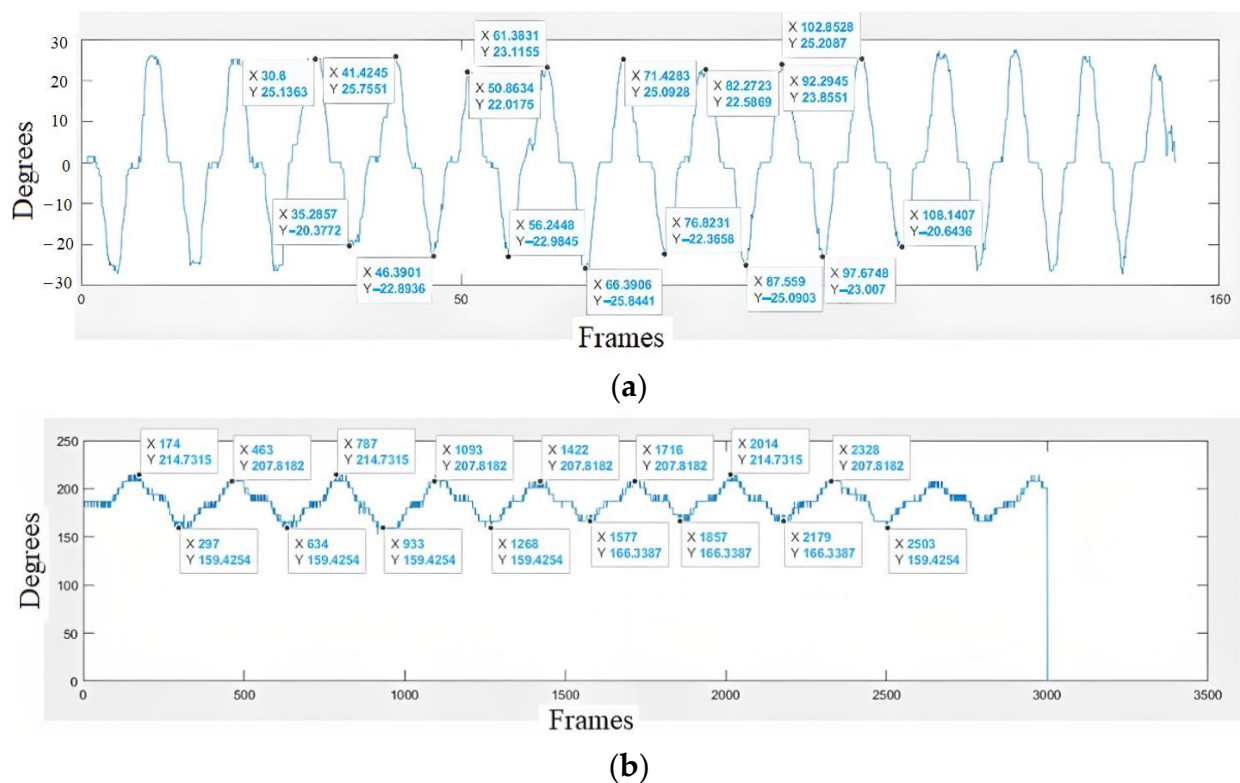 X 61.3831
Y 23.1155
X 102.8528
Y 25.2087
30
20
10
0
−10
−20
−30
Degrees
X 30.8
Y 25.1363
X 41.4245
Y 25.7551
X 50.8634
Y 22.0175
X 71.4283
Y 25.0928
X 82.2723
Y 22.5869
X 92.2945
Y 23.8551
X 35.2857
Y −20.3772
X 46.3901
Y −22.8936
X 56.2448
Y −22.9845
X 66.3906
Y −25.8441
X 76.8231
Y −22.3658
X 87.559
Y −25.0903
X 97.6748
Y −23.007
X 108.1407
Y −20.6436
0
50
160
Frames
(a)
250
200
150
100
50
0
Degrees
X 174
Y 214.7315
X 463
Y 207.8182
X 787
Y 214.7315
X 1093
Y 207.8182
X 1422
Y 207.8182
X 1716
Y 207.8182
X 2014
Y 214.7315
X 2328
Y 207.8182
X 297
Y 159.4254
X 634
Y 159.4254
X 933
Y 159.4254
X 1268
Y 159.4254
X 1577
Y 166.3387
X 1857
Y 166.3387
X 2179
Y 166.3387
X 2503
Y 159.4254
0
500
1000
1500
2000
2500
3000
3500
Frames
(b)